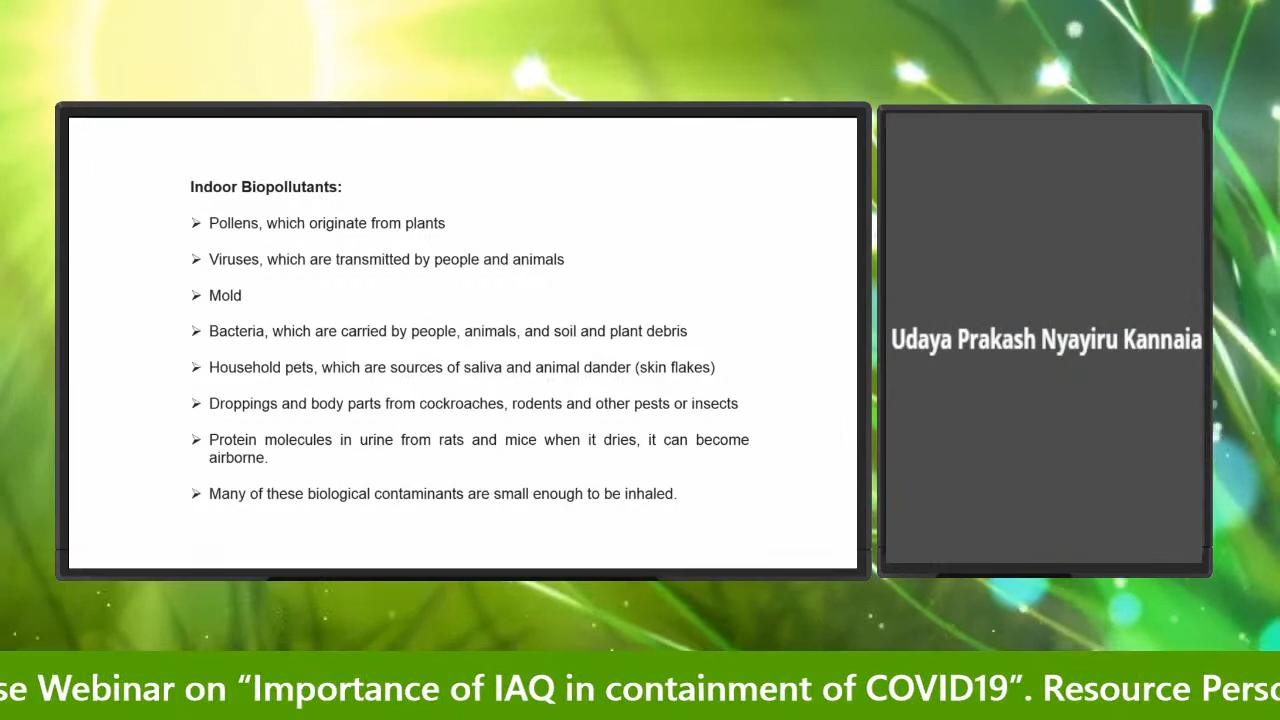 Indoor Biopollutants:
➢ Pollens, which originate from plants
➢ Viruses, which are transmitted by people and animals
➢ Mold
➢ Bacteria, which are carried by people, animals, and soil and plant debris
➢ Household pets, which are sources of saliva and animal dander (skin flakes)
➢ Droppings and body parts from cockroaches, rodents and other pests or insects
➢ Protein molecules in urine from rats and mice when it dries, it can become
airborne.
➢ Many of these biological contaminants are small enough to be inhaled.
Udaya Prakash Nyayiru Kannaia
se Webinar on “Importance of IAQ in containment of COVID19”. Resource Perso